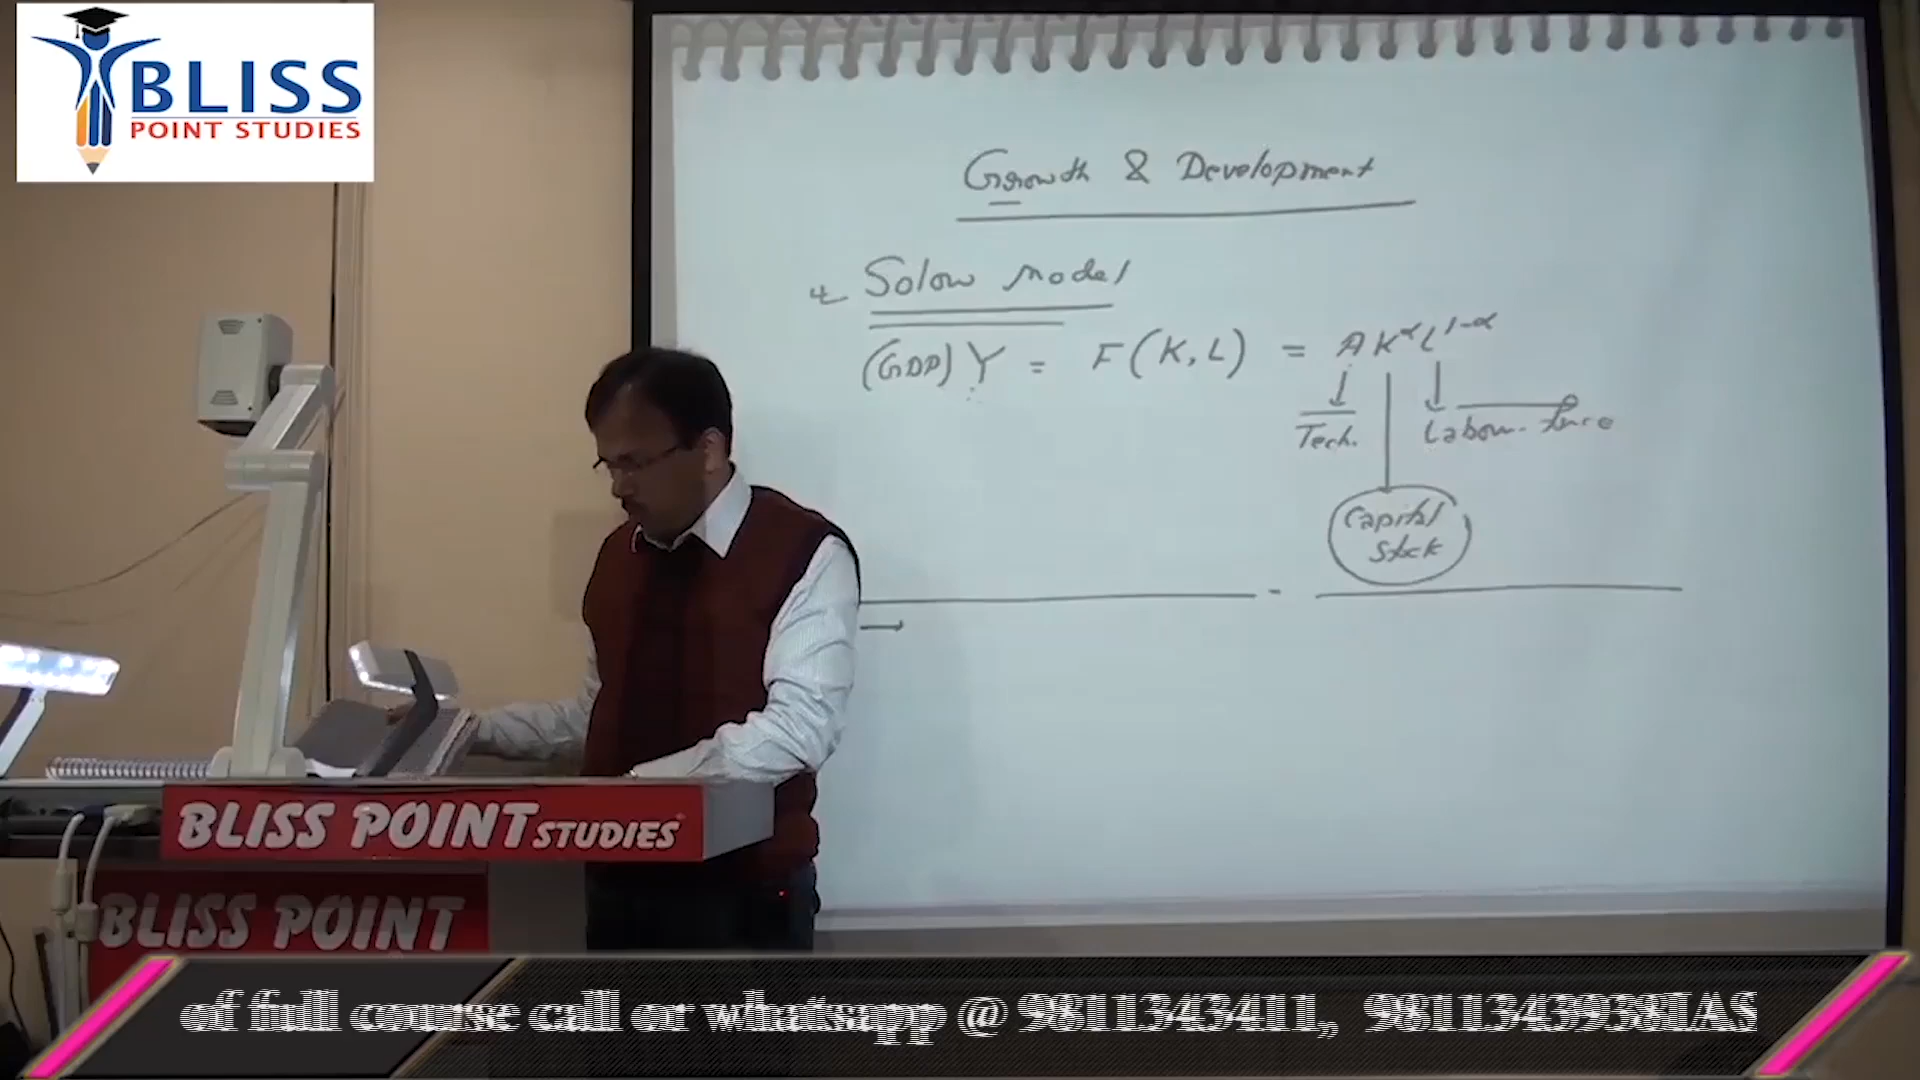 BLISS
POINT STUDIES
Growth & Development
Solow model
(GDP) Y = F(K, L) = A K^α L^1-α
Tech.
Labour force
Capital
Stock
BLISS POINT STUDIES
BLISS POINT
of full course call or whatsapp @ 9811343411, 9811343938IAS